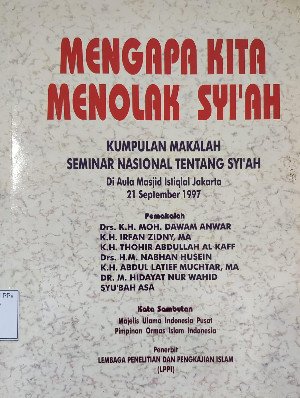 MENGAPA KITA
MENOLAK SYI'AH
KUMPULAN MAKALAH
SEMINAR NASIONAL TENTANG SYI'AH
Di Aula Masjid Istiqlal Jakarta
21 September 1997
Pemakalah
Drs. K.H. MOH. DAWAM ANWAR
K.H. IRFAN ZIDNY, MA
K.H. THOHIR ABDULLAH AL KAFF
Drs. H.M. NABHAN HUSEIN
K.H. ABDUL LATIEF MUCHTAR, MA
DR. M. HIDAYAT NUR WAHID
SYU'BAH ASA
Kata Sambutan
Majelis Ulama Indonesia Pusat
Pimpinan Ormas Islam Indonesia
Penerbit
LEMBAGA PENELITIAN DAN PENGKAJIAN ISLAM
(LPPI)